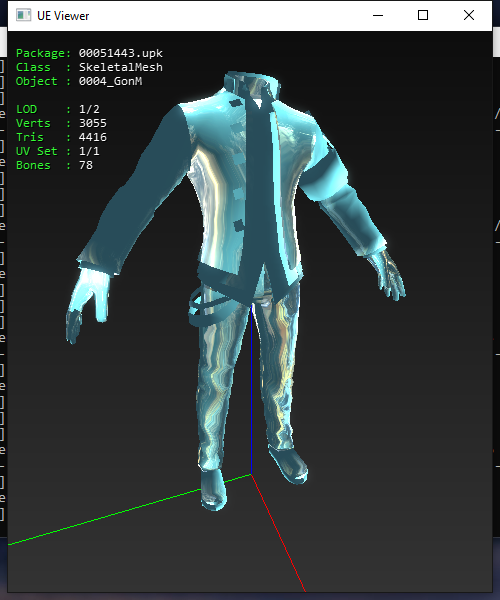 UE Viewer
Package: 00051443.upk
Class  : SkeletalMesh
Object : 0004_GonM
LOD    : 1/2
Verts  : 3055
Tris   : 4416
UV Set : 1/1
Bones  : 78